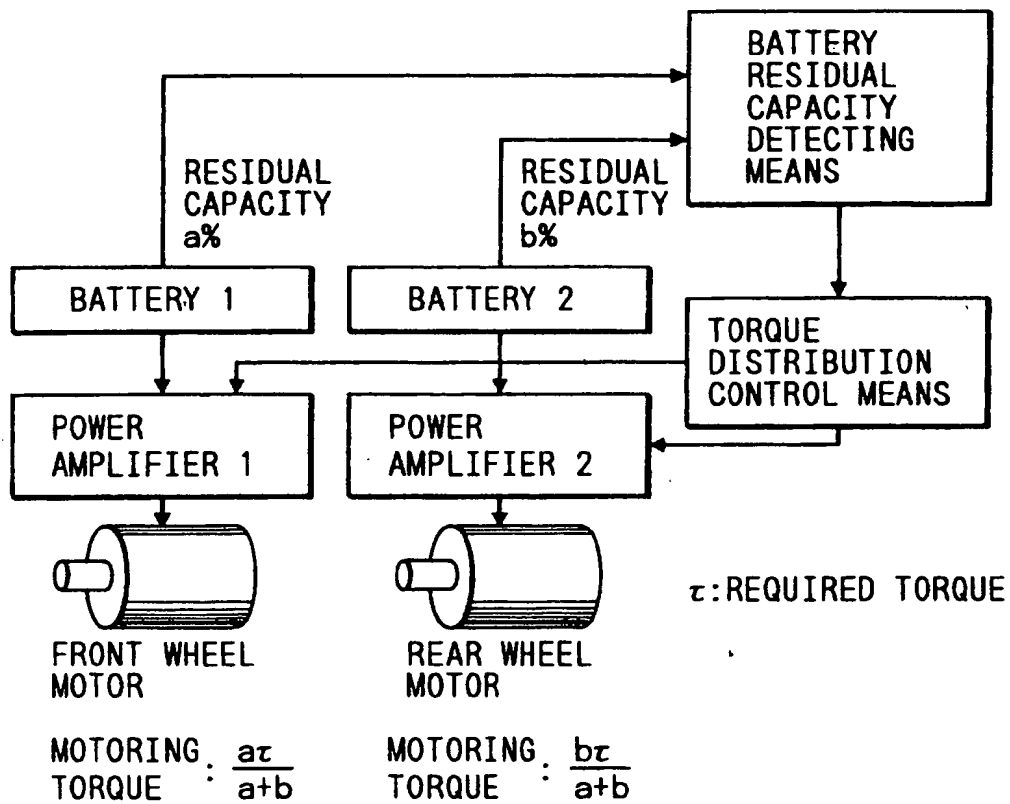 BATTERY
RESIDUAL
CAPACITY
DETECTING
MEANS
RESIDUAL
CAPACITY
a%
RESIDUAL
CAPACITY
b%
BATTERY 1
BATTERY 2
TORQUE
DISTRIBUTION
CONTROL MEANS
POWER
AMPLIFIER 1
POWER
AMPLIFIER 2
τ:REQUIRED TORQUE
FRONT WHEEL
MOTOR
REAR WHEEL
MOTOR
MOTORING
TORQUE
: aτ
a+b
MOTORING
TORQUE
: bτ
a+b